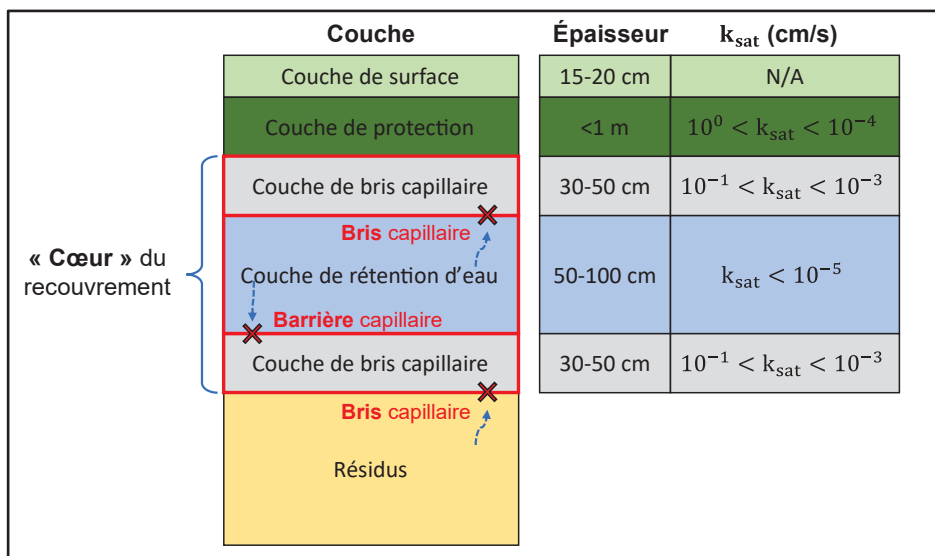 Couche Épaisseur k_sat (cm/s)
Couche de surface 15-20 cm N/A
Couche de protection <1 m 10⁰ < k_sat < 10⁻⁴
Couche de bris capillaire 30-50 cm 10⁻¹ < k_sat < 10⁻³
Bris capillaire
« Cœur » du
recouvrement
Couche de rétention d'eau 50-100 cm k_sat < 10⁻⁵
Barrière capillaire
Couche de bris capillaire 30-50 cm 10⁻¹ < k_sat < 10⁻³
Bris capillaire
Résidus